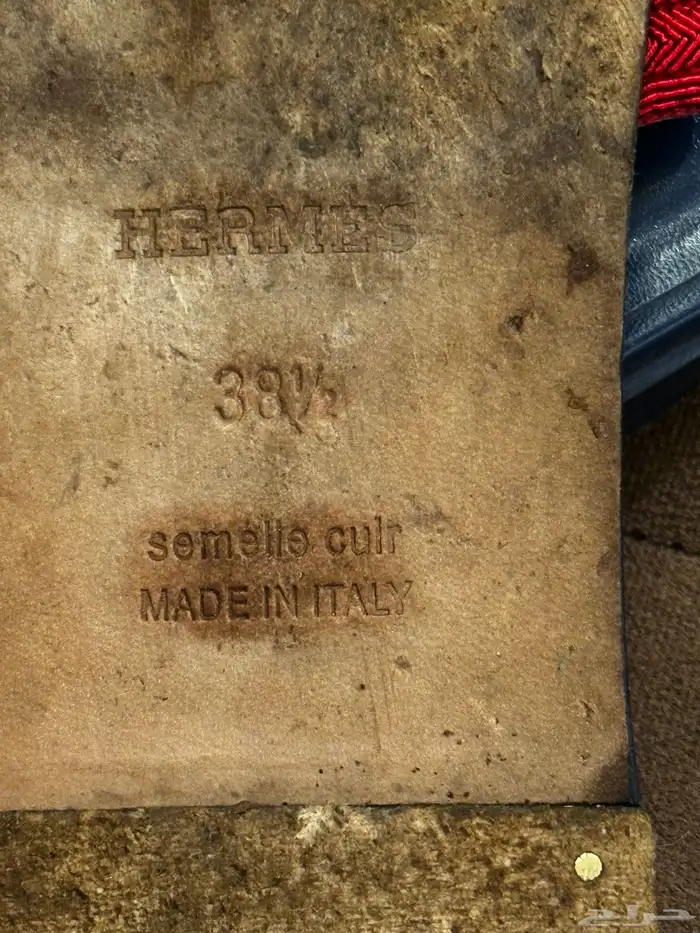 HERMES
38½
semelle cuir
MADE IN ITALY
حراج